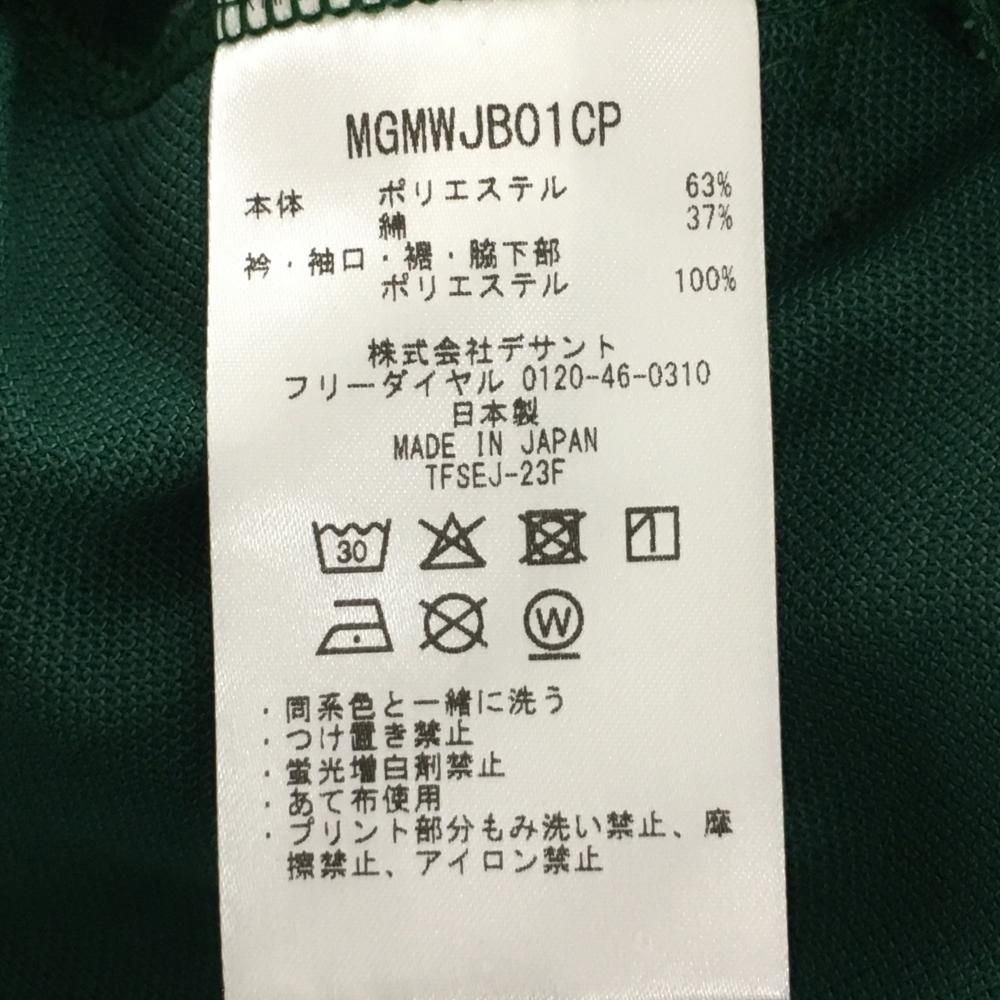 MGMWJB01CP
本体 ポリエステル 63%
綿 37%
衿・袖口・裾・脇下部
ポリエステル 100%
株式会社デサント
フリーダイヤル 0120-46-0310
日本製
MADE IN JAPAN
TFSEJ-23F
30
W
・同系色と一緒に洗う
・つけ置き禁止
・蛍光増白剤禁止
・あて布使用
・プリント部分もみ洗い禁止、摩
擦禁止、アイロン禁止